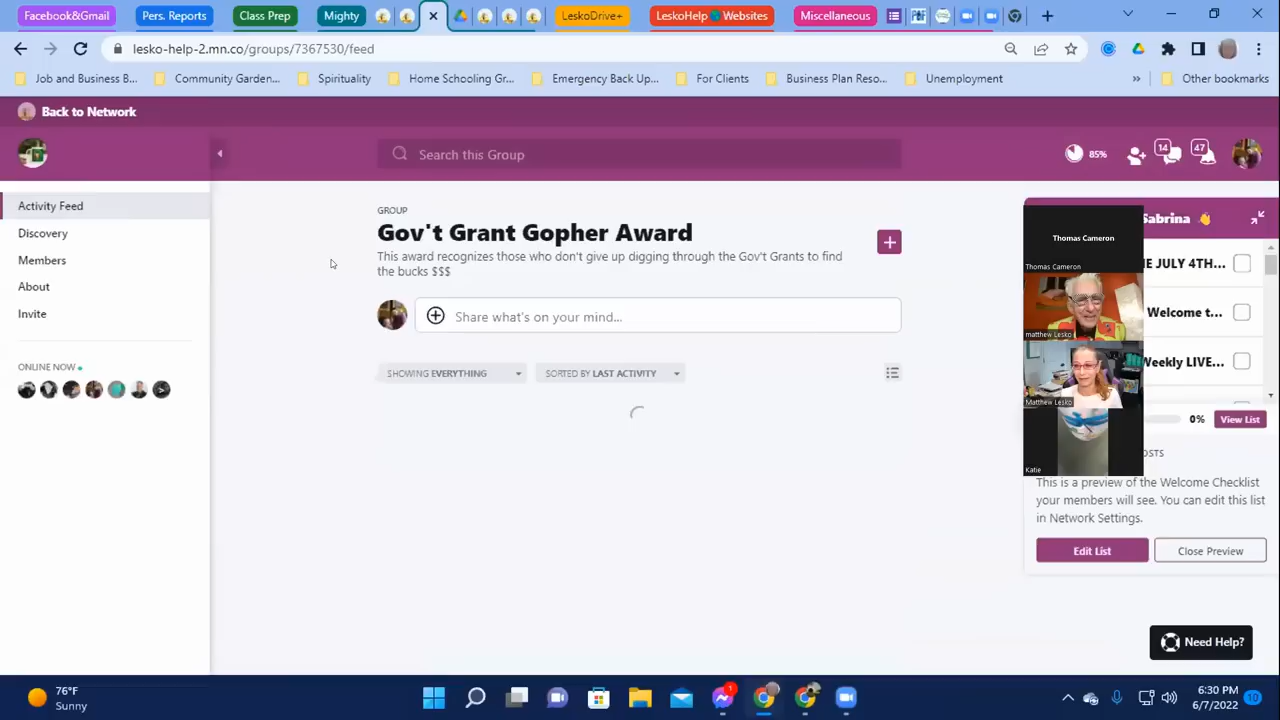 Facebook&Gmail
Pers. Reports
Class Prep
Mighty
LeskoDrive+
LeskoHelp Websites
Miscellaneous
lesko-help-2.mn.co/groups/7367530/feed
Job and Business B...
Community Garden...
Spirituality
Home Schooling Gr...
Emergency Back Up...
For Clients
Business Plan Reso...
Unemployment
Other bookmarks
Back to Network
Search this Group
85%
14
47
Activity Feed
Discovery
Members
About
Invite
ONLINE NOW
GROUP
Gov't Grant Gopher Award
This award recognizes those who don't give up digging through the Gov't Grants to find
the bucks $$$
Share what's on your mind...
SHOWING EVERYTHING
SORTED BY LAST ACTIVITY
Sabrina 👋
E JULY 4TH...
Welcome t...
Weekly LIVE...
0%
View List
OSTS
Thomas Cameron
Thomas Cameron
matthew Lesko
Matthew Lesko
Katie
This is a preview of the Welcome Checklist
your members will see. You can edit this list
in Network Settings.
Edit List
Close Preview
Need Help?
76°F
Sunny
1
6:30 PM
6/7/2022
10